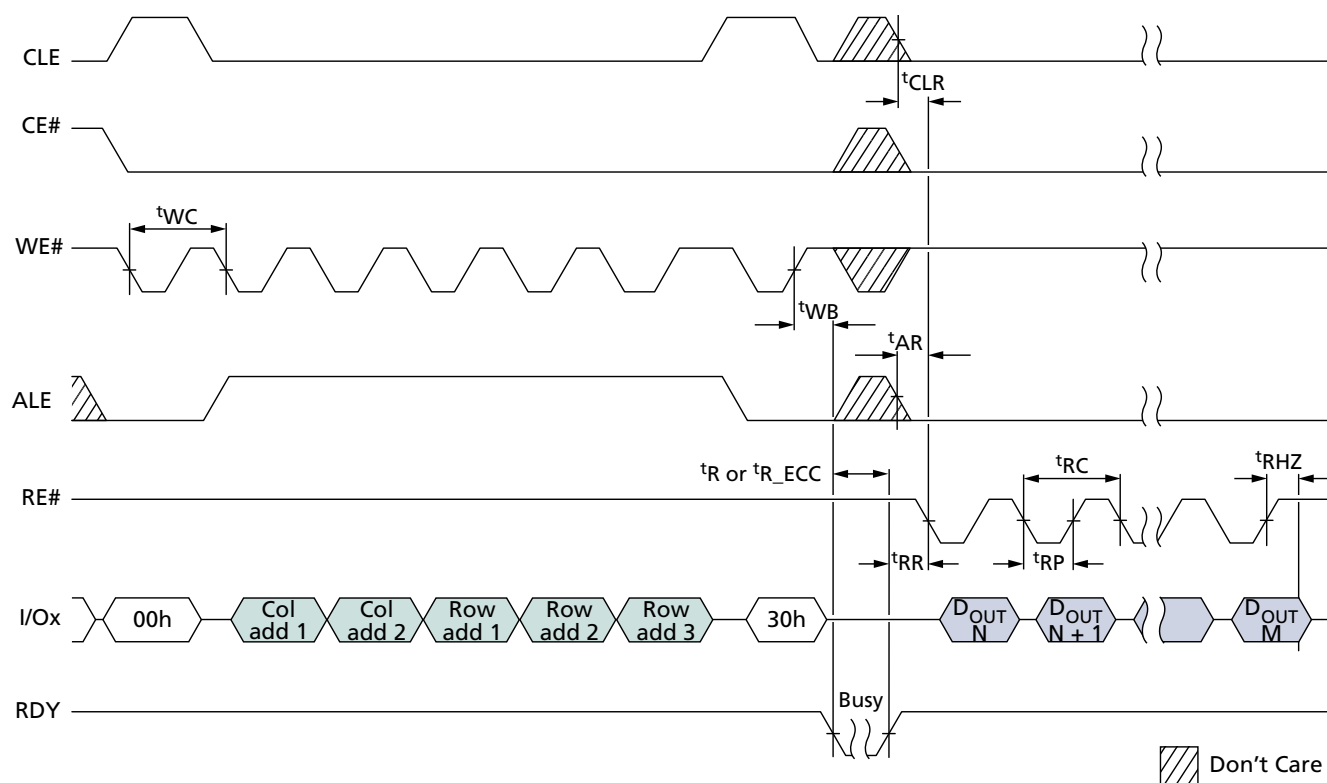 CLE
tCLR
CE#
tWC
WE#
tWB
tAR
ALE
tR or tR_ECC
tRC
tRHZ
RE#
tRR
tRP
I/Ox
00h
Col
add 1
Col
add 2
Row
add 1
Row
add 2
Row
add 3
30h
DOUT
N
DOUT
N + 1
DOUT
M
RDY
Busy
Don't Care